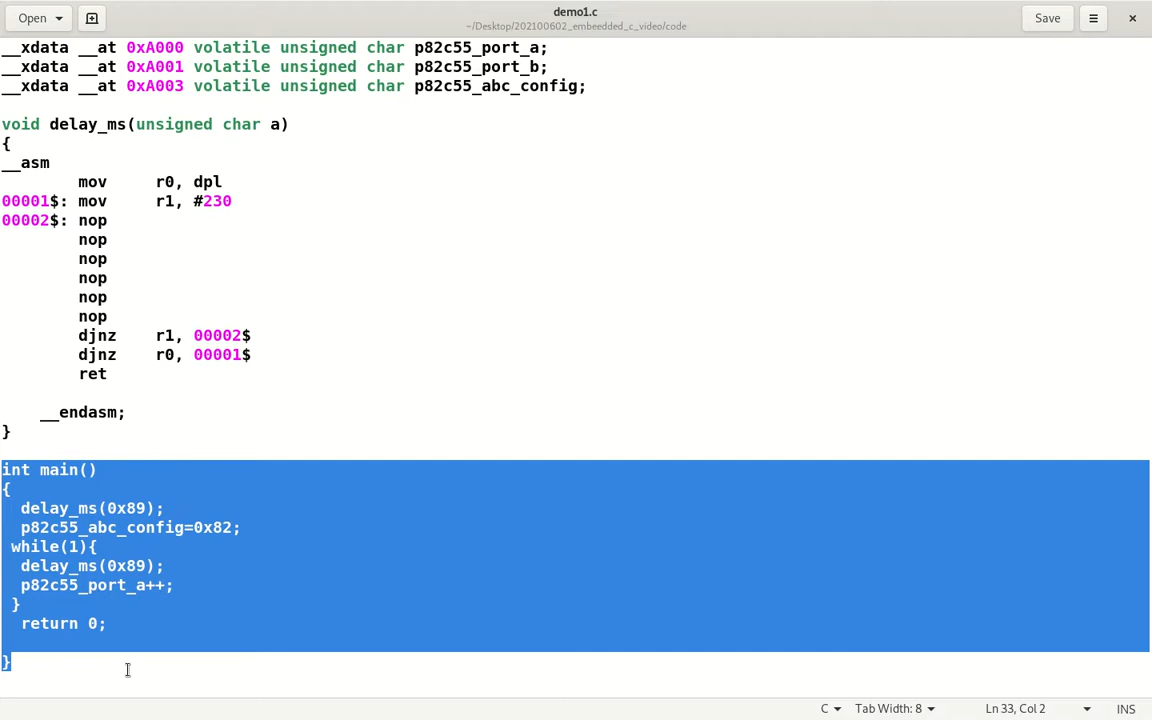 Open
demo1.c
~/Desktop/202100602_embeedded_c_video/code
Save
__xdata __at 0xA000 volatile unsigned char p82c55_port_a;
__xdata __at 0xA001 volatile unsigned char p82c55_port_b;
__xdata __at 0xA003 volatile unsigned char p82c55_abc_config;
void delay_ms(unsigned char a)
{
__asm
mov r0, dpl
00001$: mov r1, #230
00002$: nop
nop
nop
nop
nop
nop
djnz r1, 00002$
djnz r0, 00001$
ret
__endasm;
}
int main()
{
delay_ms(0x89);
p82c55_abc_config=0x82;
while(1){
delay_ms(0x89);
p82c55_port_a++;
}
return 0;
}
C Tab Width: 8 Ln 33, Col 2 INS